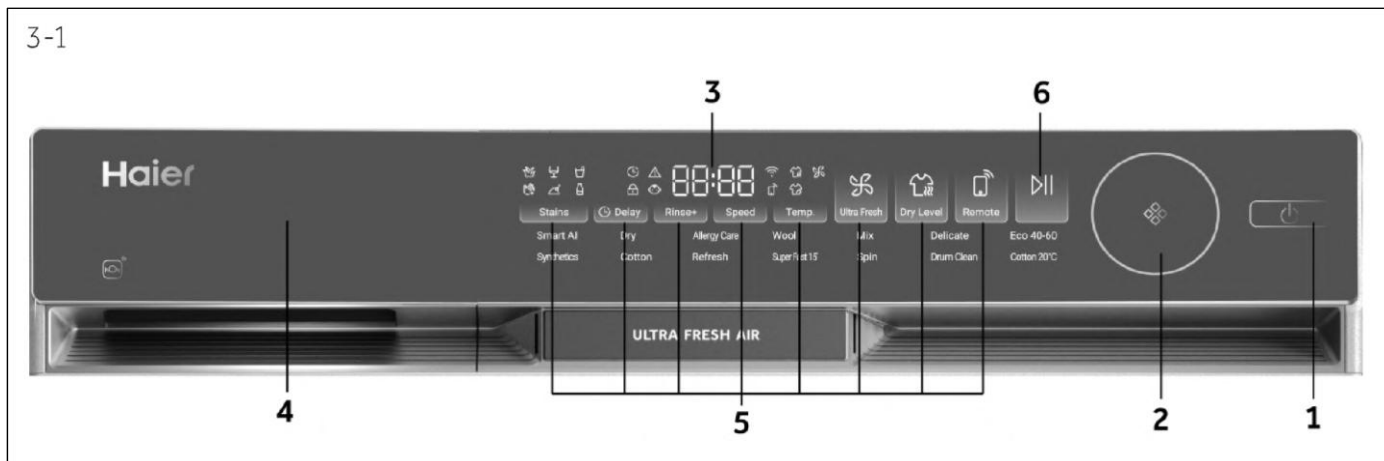 3-1
3
6
Haier
88:88
Stains
Delay
Rinse+
Speed
Temp.
Ultra Fresh
Dry Level
Remote
Smart AI
Dry
Allergy Care
Wool
Mix
Delicate
Eco 40-60
Synthetics
Cotton
Refresh
Super Fast 15'
Spin
Drum Clean
Cotton 20°C
ULTRA FRESH AIR
4
5
2
1